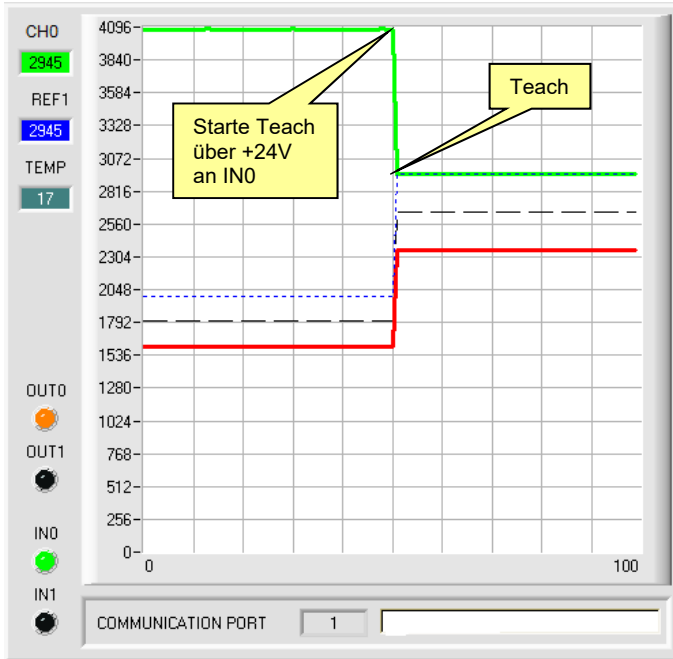 CH0
2945
REF1
2945
TEMP
17
OUT0
OUT1
IN0
IN1
4096
3840
3584
3328
3072
2816
2560
2304
2048
1792
1536
1280
1024
768
512
256
0
0
100
Starte Teach
über +24V
an IN0
Teach
COMMUNICATION PORT
1